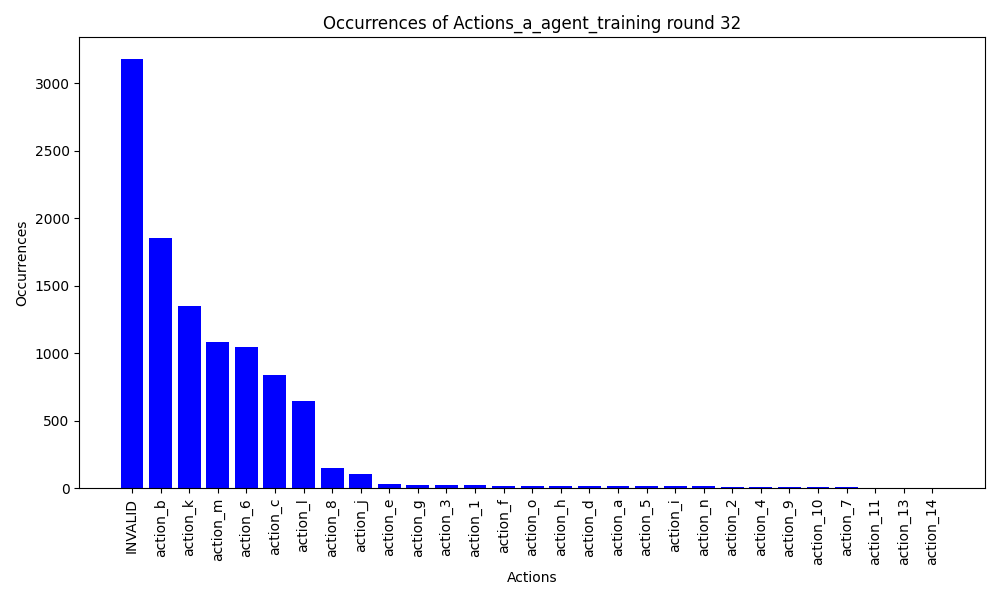 Occurrences of Actions_a_agent_training round 32
3000
2500
2000
1500
1000
500
0
Occurrences
INVALID
action_b
action_k
action_m
action_6
action_c
action_l
action_8
action_j
action_e
action_g
action_3
action_1
action_f
action_o
action_h
action_d
action_a
action_5
action_i
action_n
action_2
action_4
action_9
action_10
action_7
action_11
action_13
action_14
Actions